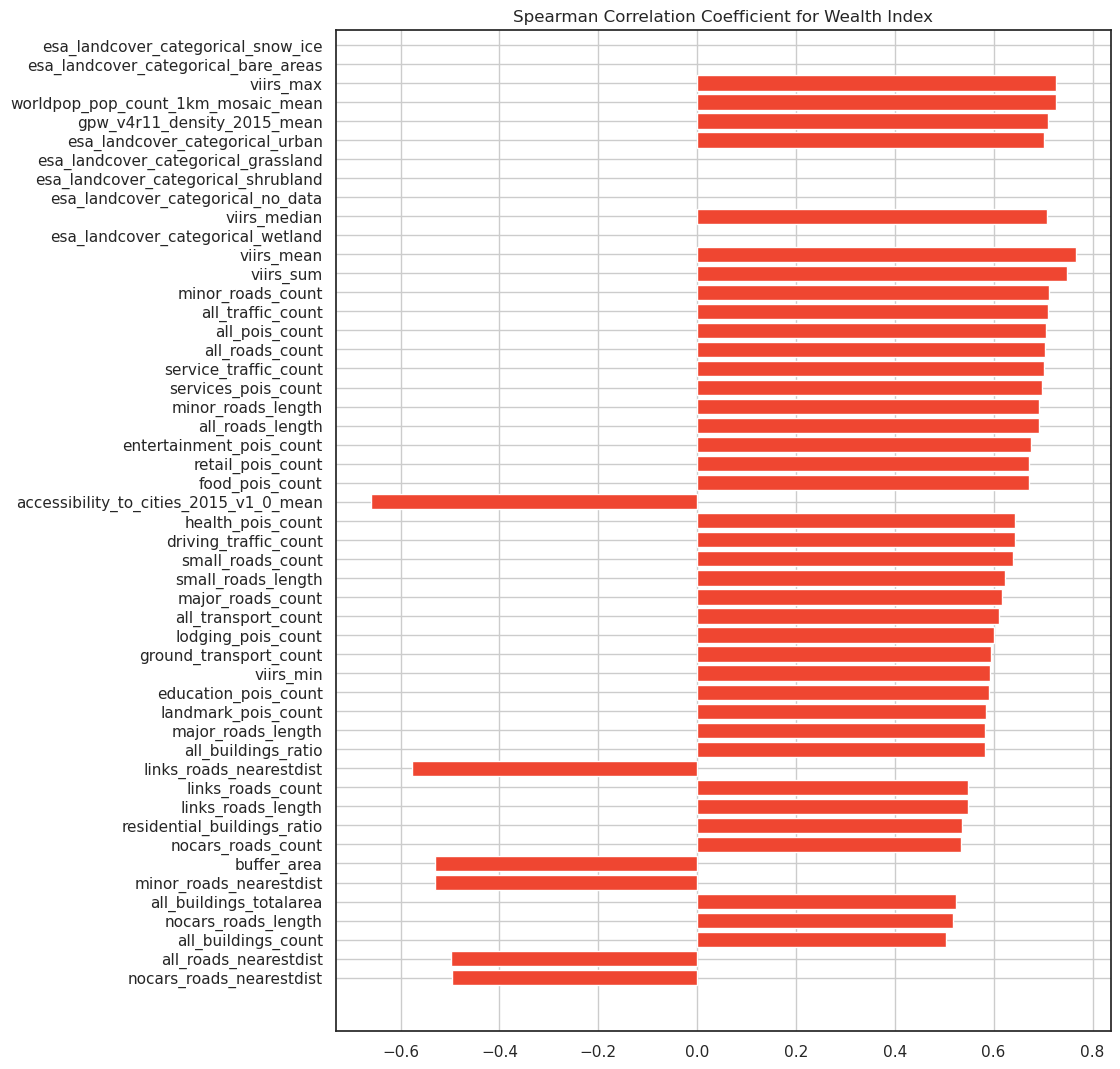 Spearman Correlation Coefficient for Wealth Index
esa_landcover_categorical_snow_ice
esa_landcover_categorical_bare_areas
viirs_max
worldpop_pop_count_1km_mosaic_mean
gpw_v4r11_density_2015_mean
esa_landcover_categorical_urban
esa_landcover_categorical_grassland
esa_landcover_categorical_shrubland
esa_landcover_categorical_no_data
viirs_median
esa_landcover_categorical_wetland
viirs_mean
viirs_sum
minor_roads_count
all_traffic_count
all_pois_count
all_roads_count
service_traffic_count
services_pois_count
minor_roads_length
all_roads_length
entertainment_pois_count
retail_pois_count
food_pois_count
accessibility_to_cities_2015_v1_0_mean
health_pois_count
driving_traffic_count
small_roads_count
small_roads_length
major_roads_count
all_transport_count
lodging_pois_count
ground_transport_count
viirs_min
education_pois_count
landmark_pois_count
major_roads_length
all_buildings_ratio
links_roads_nearestdist
links_roads_count
links_roads_length
residential_buildings_ratio
nocars_roads_count
buffer_area
minor_roads_nearestdist
all_buildings_totalarea
nocars_roads_length
all_buildings_count
all_roads_nearestdist
nocars_roads_nearestdist
−0.6 −0.4 −0.2 0.0 0.2 0.4 0.6 0.8